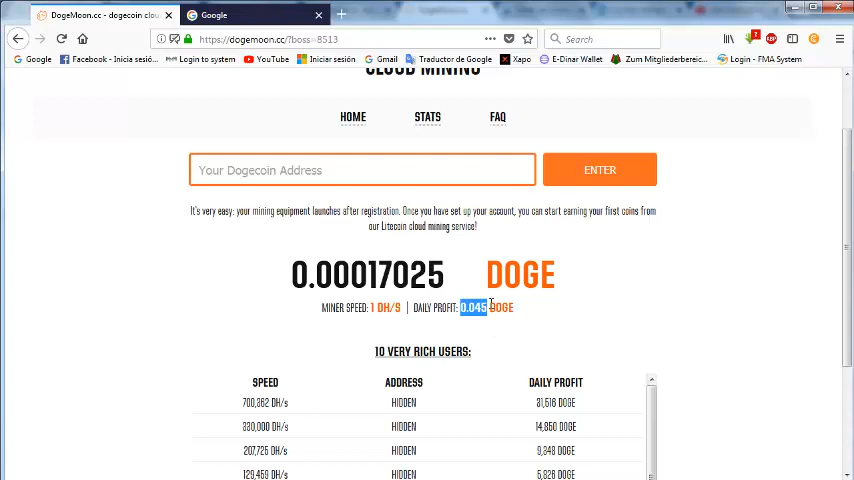 DogeMoon.cc - dogecoin clou
Google
https://dogemoon.cc/?boss=8513
Search
Google
Facebook - Inicia sesió...
Login to system
YouTube
Iniciar sesión
Gmail
Traductor de Google
Xapo
E-Dinar Wallet
Zum Mitgliederbereic...
Login - FMA System
CLOUD MINING
HOME STATS FAQ
Your Dogecoin Address
ENTER
It's very easy: your mining equipment launches after registration. Once you have set up your account, you can start earning your first coins from
our Litecoin cloud mining service!
0.00017025 DOGE
MINER SPEED: 1 DH/S | DAILY PROFIT: 0.045 DOGE
10 VERY RICH USERS:
SPEED ADDRESS DAILY PROFIT
700,362 DH/s HIDDEN 31,516 DOGE
330,000 DH/s HIDDEN 14,850 DOGE
207,725 DH/s HIDDEN 9,348 DOGE
129,459 DH/s HIDDEN 5,826 DOGE